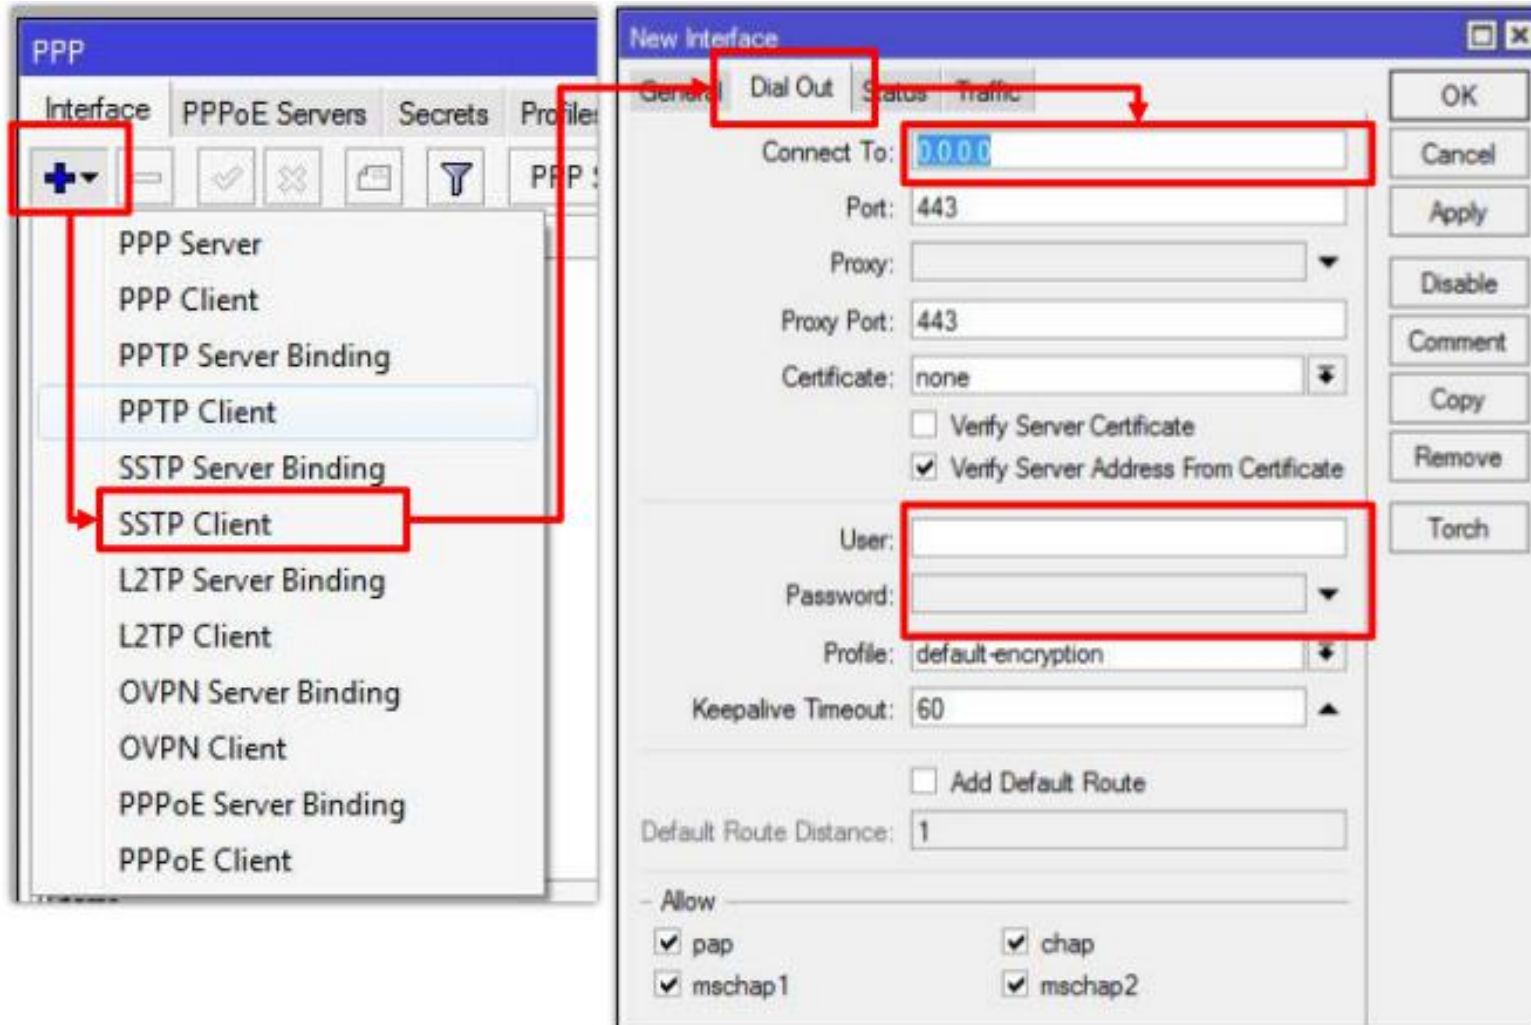 PPP
Interface PPPoE Servers Secrets Profiles
PPP
PPP Server
PPP Client
PPTP Server Binding
PPTP Client
SSTP Server Binding
SSTP Client
L2TP Server Binding
L2TP Client
OVPN Server Binding
OVPN Client
PPPoE Server Binding
PPPoE Client
New Interface
General Dial Out Status Traffic
Connect To: 0.0.0.0
Port: 443
Proxy:
Proxy Port: 443
Certificate: none
Verify Server Certificate
Verify Server Address From Certificate
User:
Password:
Profile: default-encryption
Keepalive Timeout: 60
Add Default Route
Default Route Distance: 1
Allow
pap chap
mschap1 mschap2
OK
Cancel
Apply
Disable
Comment
Copy
Remove
Torch